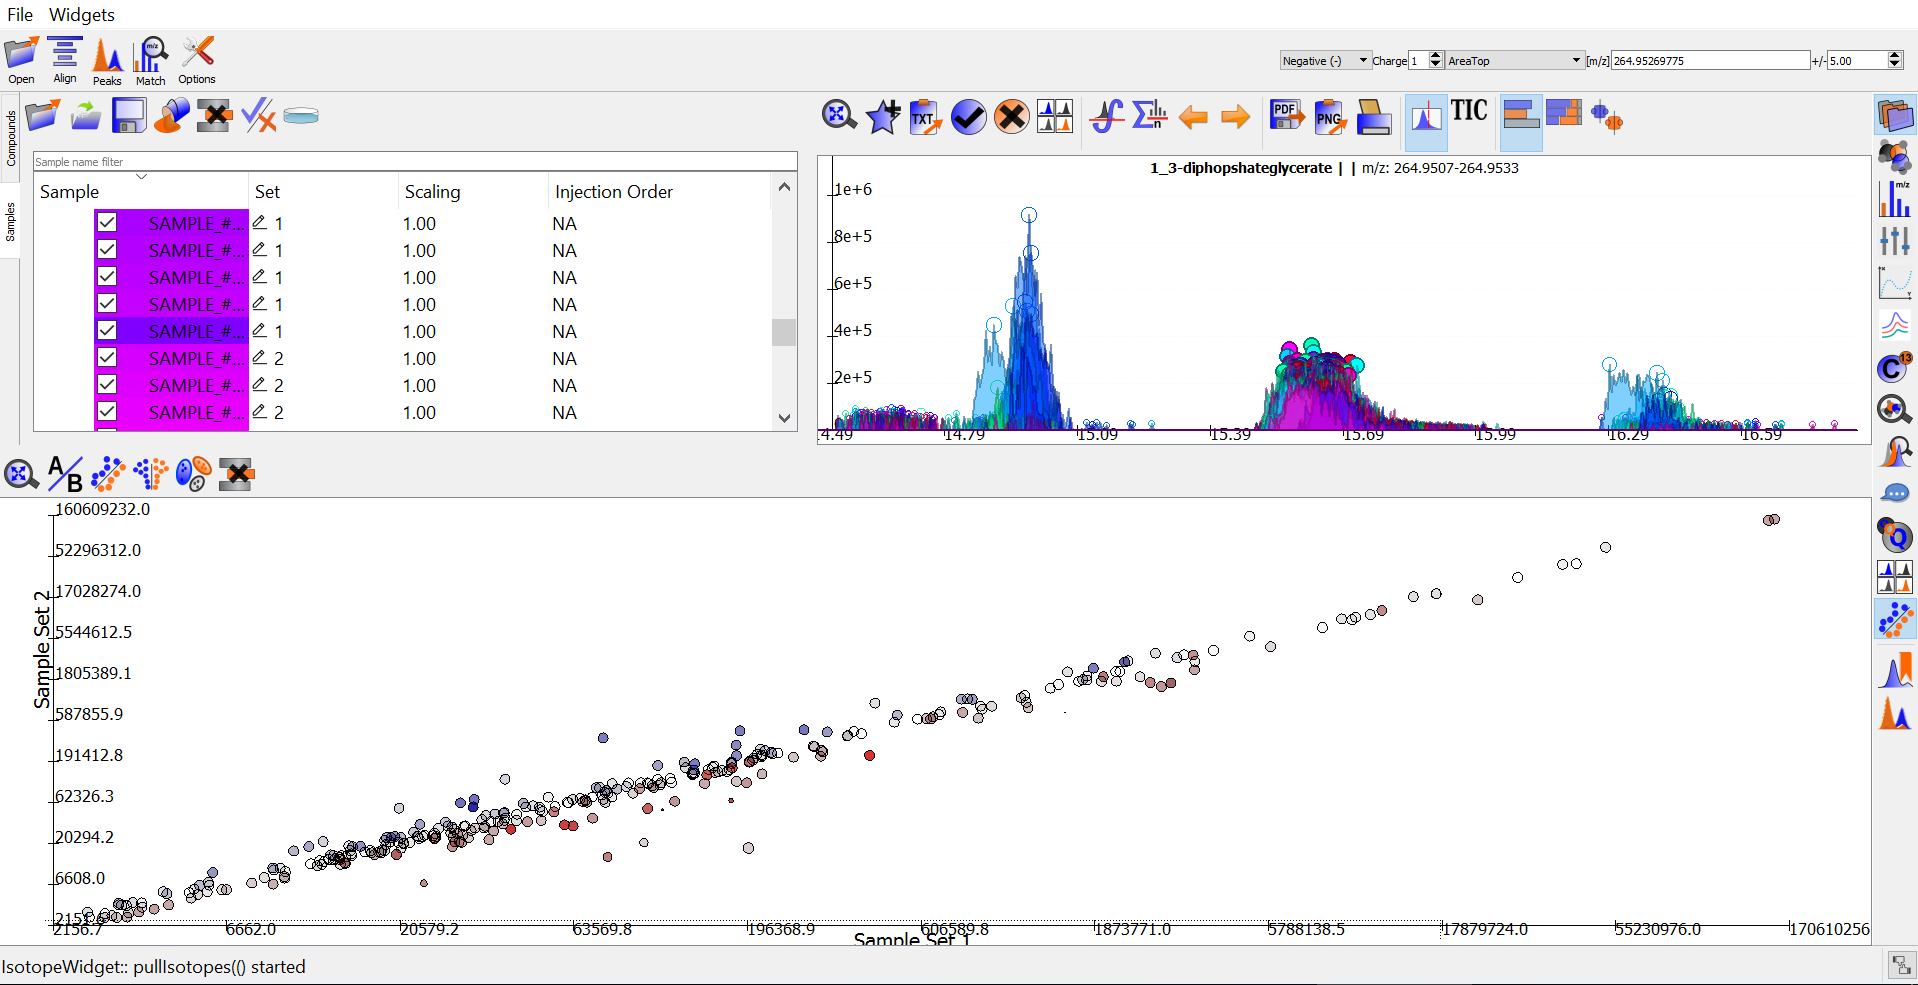 File Widgets
Open Align Peaks Match Options
Negative (-) Charge 1 AreaTop [m/z] 264.95269775 +/- 5.00
Compounds
Samples
TXT PDF PNG TIC
Sample name filter
Sample Set Scaling Injection Order
SAMPLE_#... 1 1.00 NA
SAMPLE_#... 1 1.00 NA
SAMPLE_#... 1 1.00 NA
SAMPLE_#... 1 1.00 NA
SAMPLE_#... 1 1.00 NA
SAMPLE_#... 2 1.00 NA
SAMPLE_#... 2 1.00 NA
SAMPLE_#... 2 1.00 NA
1_3-diphopshateglycerate | | m/z: 264.9507-264.9533
1e+6
8e+5
6e+5
4e+5
2e+5
4.49 14.79 15.09 15.39 15.69 15.99 16.29 16.59
m/z
C13
Q
A/B
160609232.0
52296312.0
17028274.0
5544612.5
1805389.1
587855.9
191412.8
62326.3
20294.2
6608.0
2151.6
Sample Set 2
2156.7 6662.0 20579.2 63569.8 196368.9 606589.8 1873771.0 5788138.5 17879724.0 55230976.0 170610256
Sample Set 1
IsotopeWidget:: pullIsotopes(() started